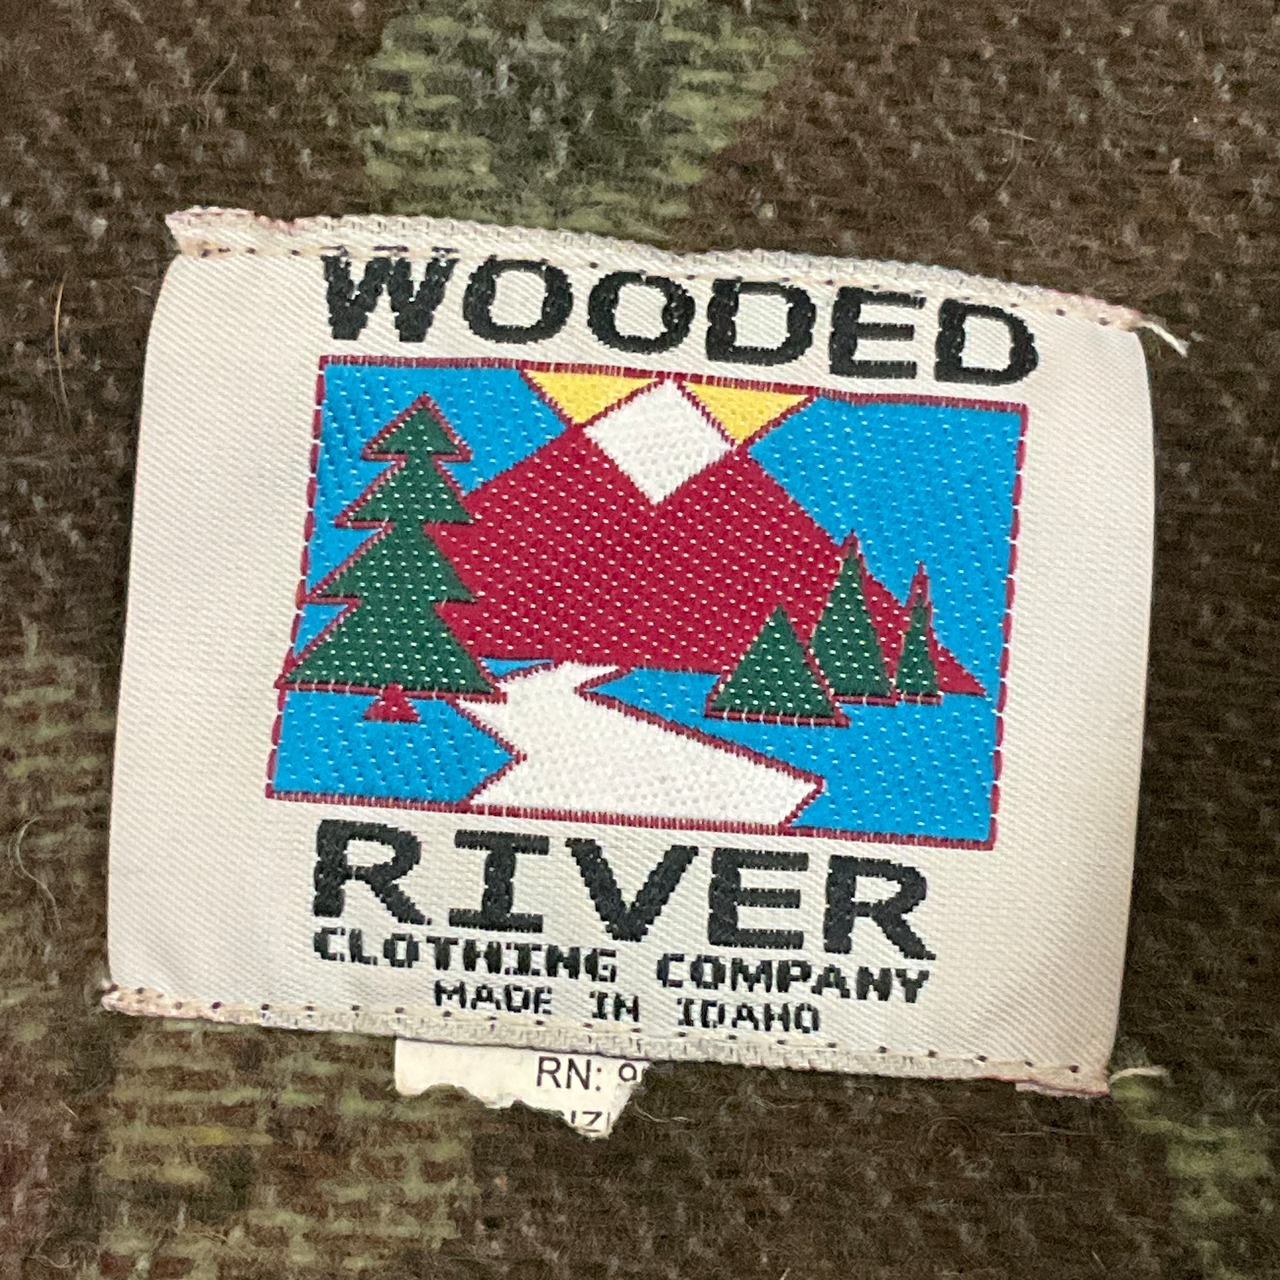 WOODED
RIVER
CLOTHING COMPANY
MADE IN IDAHO
RN: